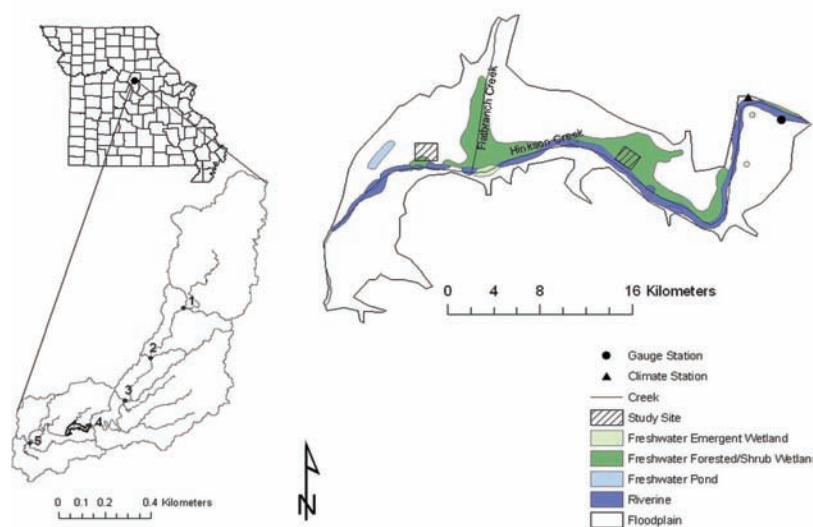 Flatbranch Creek
Hinkson Creek
0 4 8 16 Kilometers
1
2
3
4
5
0 0.1 0.2 0.4 Kilometers
N
Gauge Station
Climate Station
Creek
Study Site
Freshwater Emergent Wetland
Freshwater Forested/Shrub Wetland
Freshwater Pond
Riverine
Floodplain